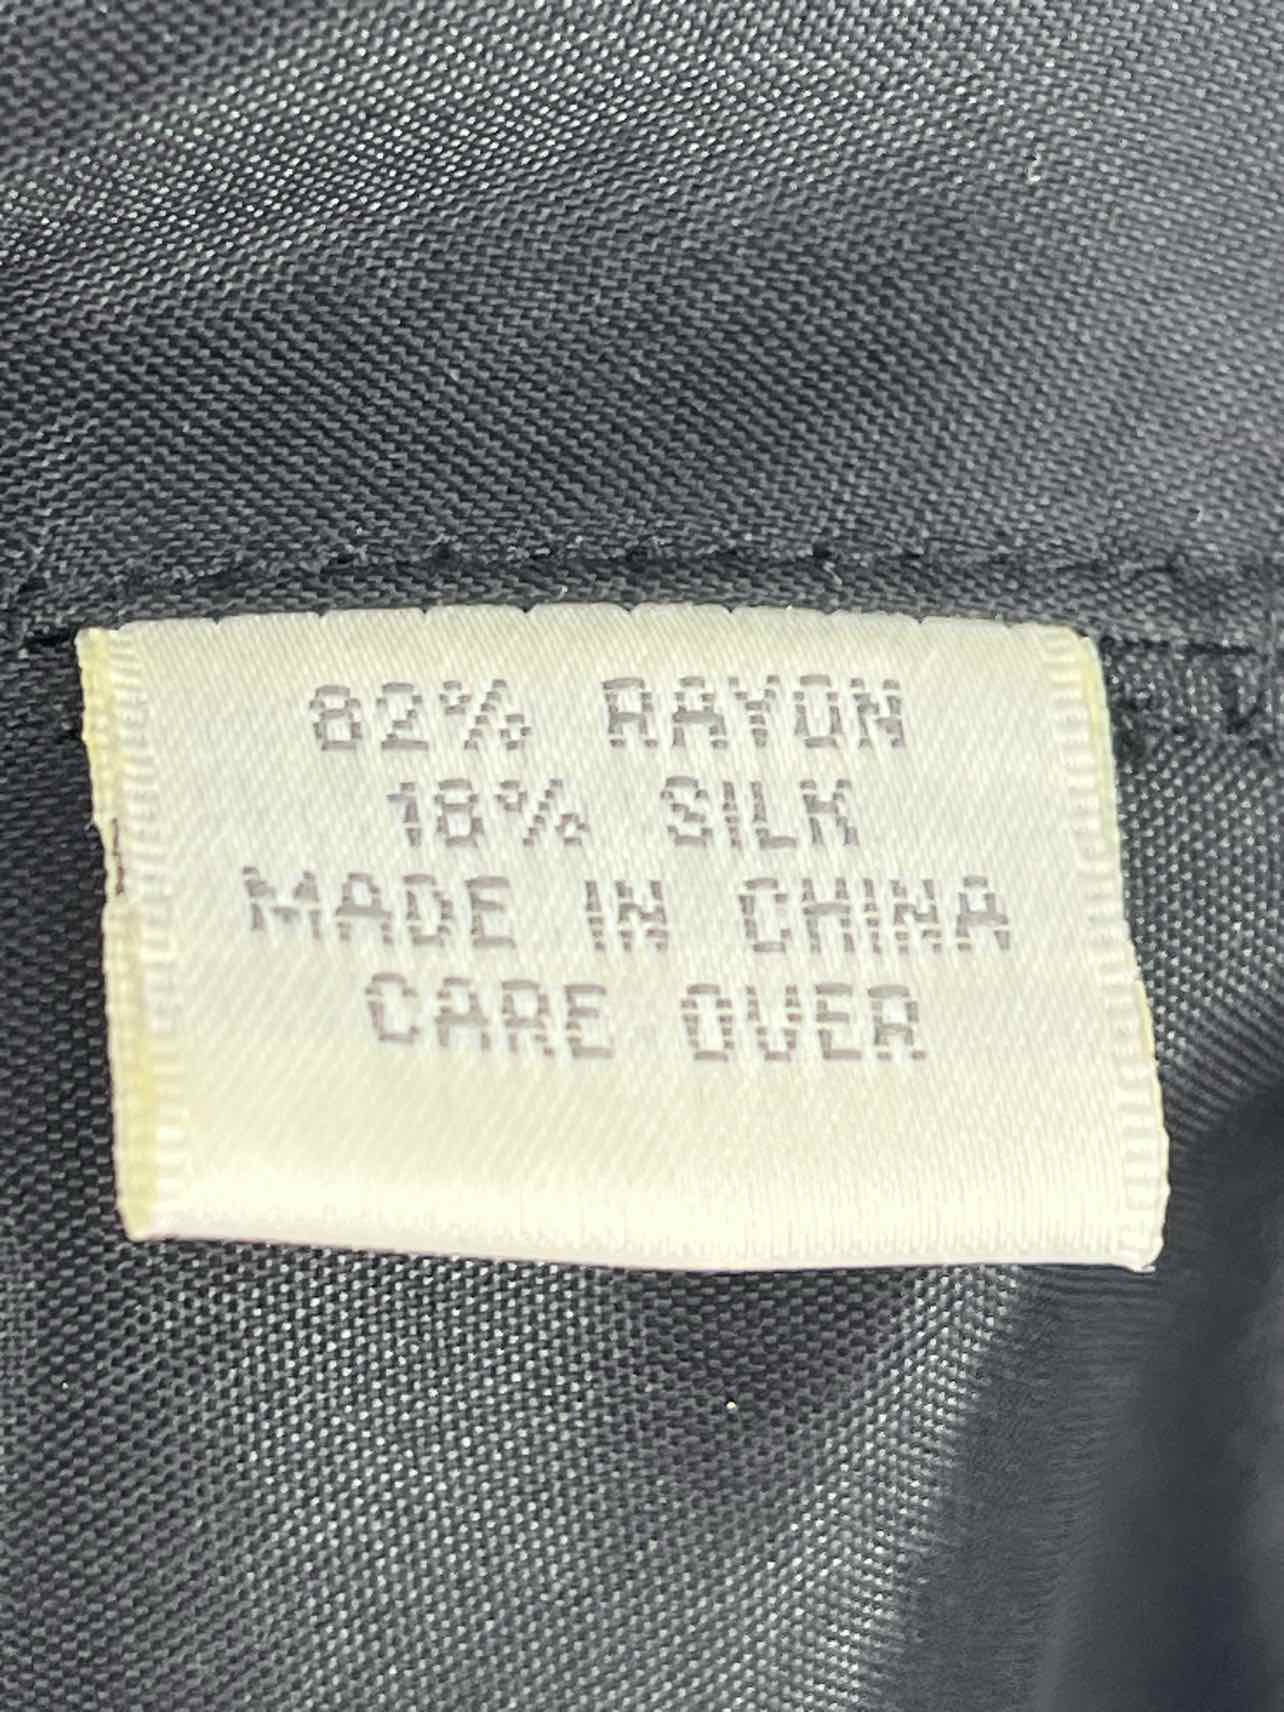 82% RAYON
18% SILK
MADE IN CHINA
CARE OVER